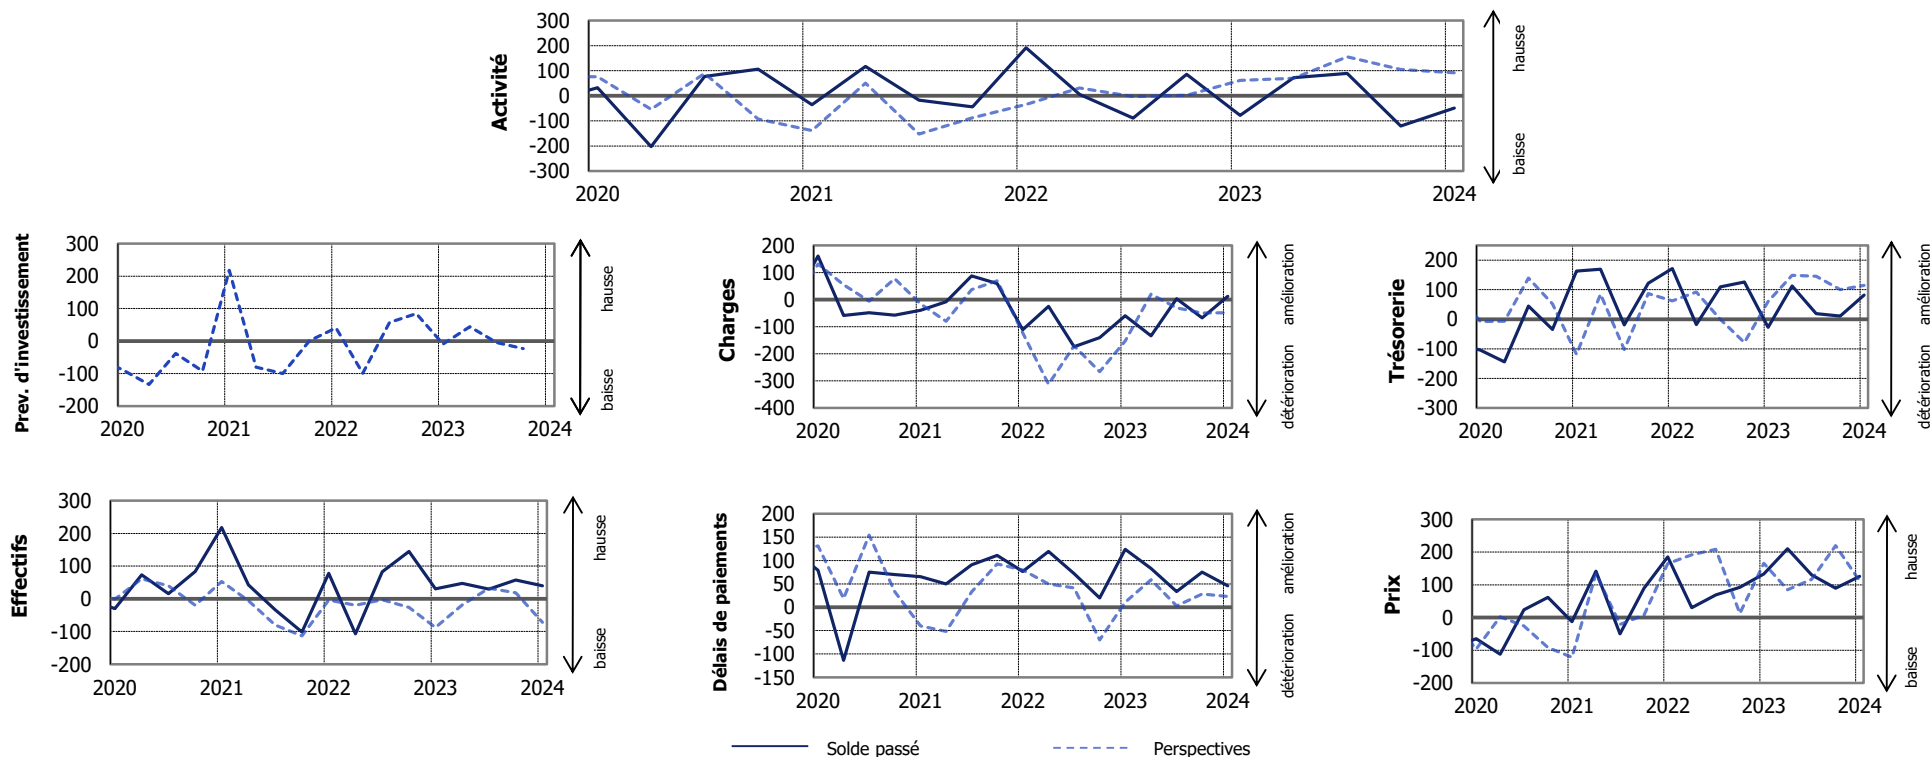 Activité
300
200
100
0
-100
-200
-300
2020 2021 2022 2023 2024
hausse
baisse
Prev. d'investissement
300
200
100
0
-100
-200
2020 2021 2022 2023 2024
hausse
baisse
Charges
200
100
0
-100
-200
-300
-400
2020 2021 2022 2023 2024
amélioration
détérioration
Trésorerie
200
100
0
-100
-200
-300
2020 2021 2022 2023 2024
amélioration
détérioration
Effectifs
300
200
100
0
-100
-200
2020 2021 2022 2023 2024
hausse
baisse
Délais de paiements
200
150
100
50
0
-50
-100
-150
2020 2021 2022 2023 2024
amélioration
détérioration
Prix
300
200
100
0
-100
-200
2020 2021 2022 2023 2024
hausse
baisse
Solde passé Perspectives